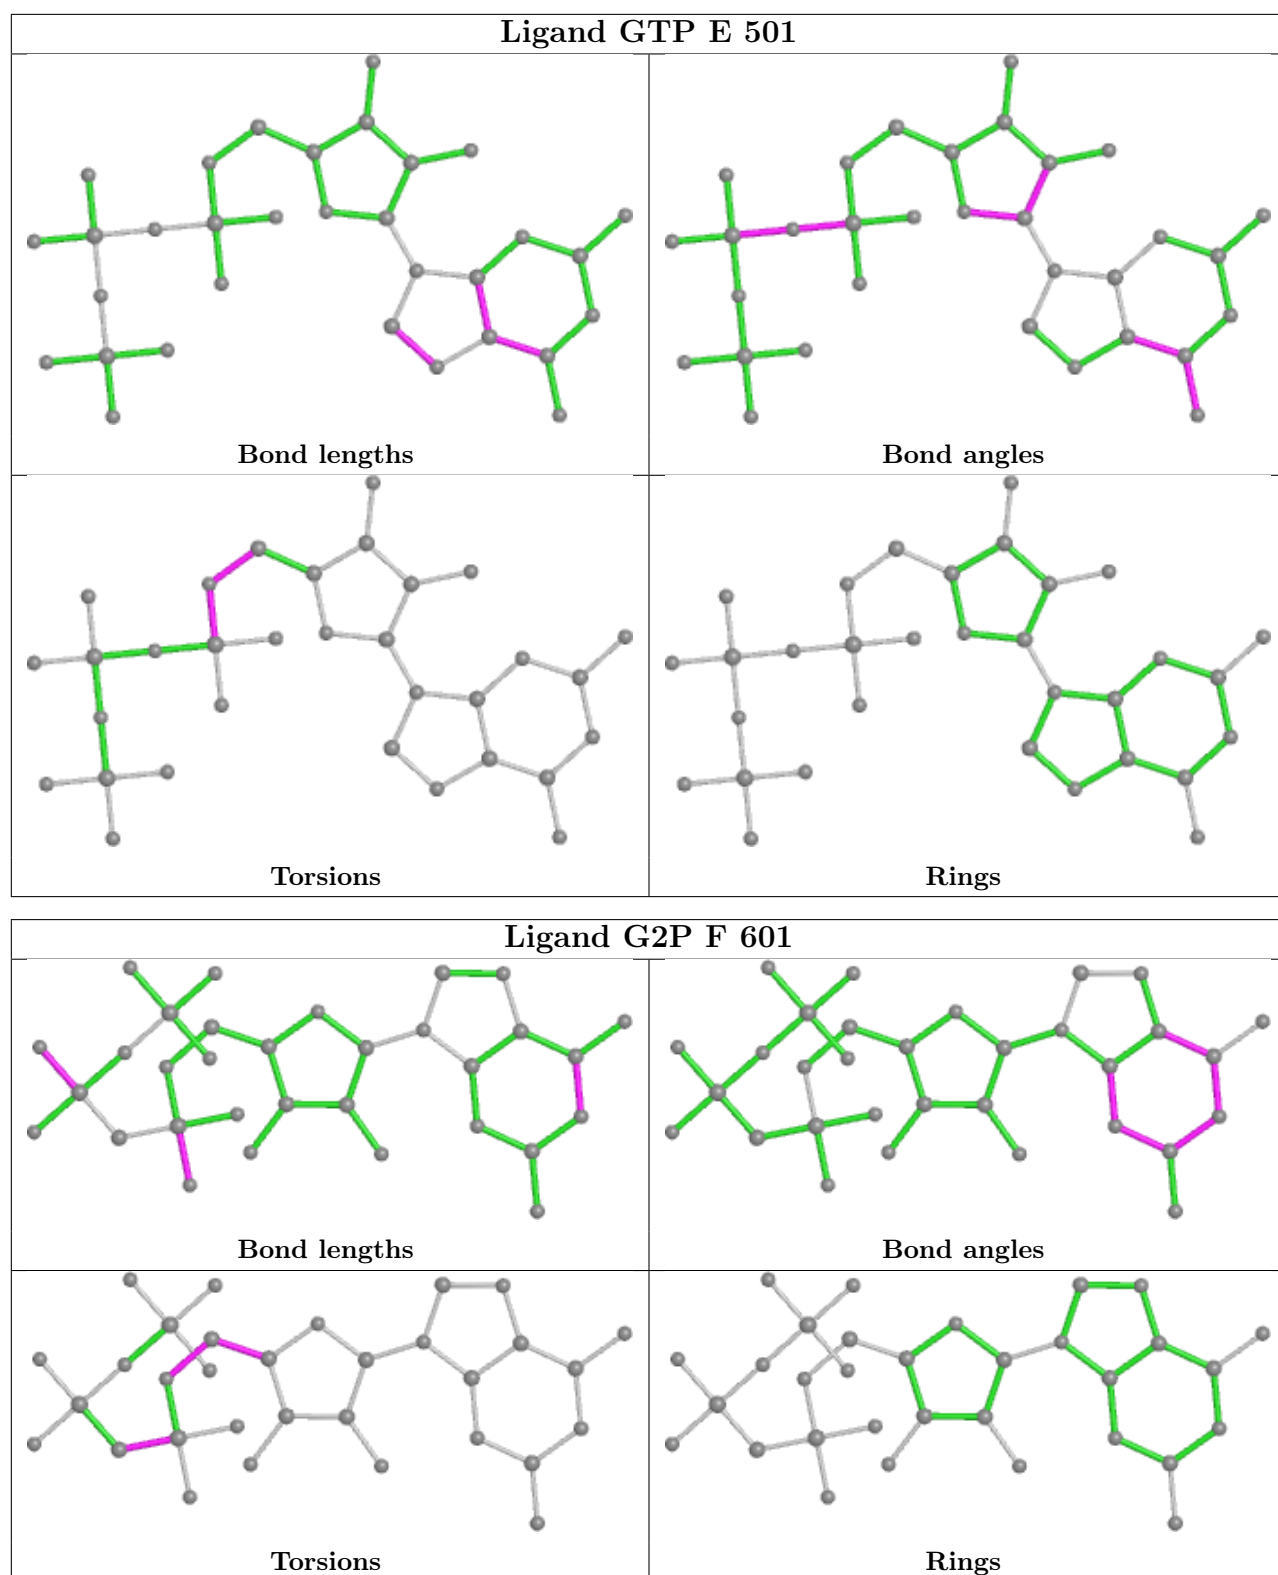 Ligand GTP E 501
Bond lengths
Bond angles
Torsions
Rings
Ligand G2P F 601
Bond lengths
Bond angles
Torsions
Rings